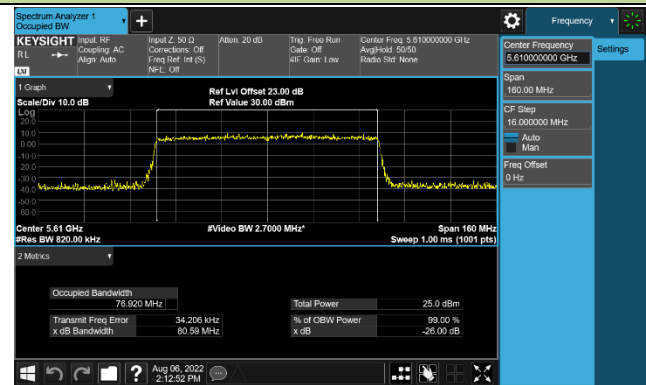 Spectrum Analyzer 1
Occupied BW
Frequency
KEYSIGHT
RL
LXI
Input: RF
Coupling: AC
Align: Auto
Input Z: 50 Ω
Corrections: Off
Freq Ref: Int (S)
NFE: Off
Atten: 20 dB
Trig: Free Run
Gate: Off
#IF Gain: Low
Center Freq: 5.610000000 GHz
Avg|Hold: 50/50
Radio Std: None
Center Frequency
5.610000000 GHz
Settings
Span
160.00 MHz
CF Step
16.000000 MHz
Auto
Man
Freq Offset
0 Hz
1 Graph
Scale/Div 10.0 dB
Ref Lvl Offset 23.00 dB
Ref Value 30.00 dBm
Log
20.0
10.0
0.00
-10.0
-20.0
-30.0
-40.0
-50.0
-60.0
Center 5.61 GHz
#Res BW 820.00 kHz
#Video BW 2.7000 MHz*
Span 160 MHz
Sweep 1.00 ms (1001 pts)
2 Metrics
Occupied Bandwidth
76.920 MHz
Total Power 25.0 dBm
Transmit Freq Error 34.206 kHz
% of OBW Power 99.00 %
x dB Bandwidth 80.59 MHz
x dB -26.00 dB
?
Aug 06, 2022
2:12:52 PM